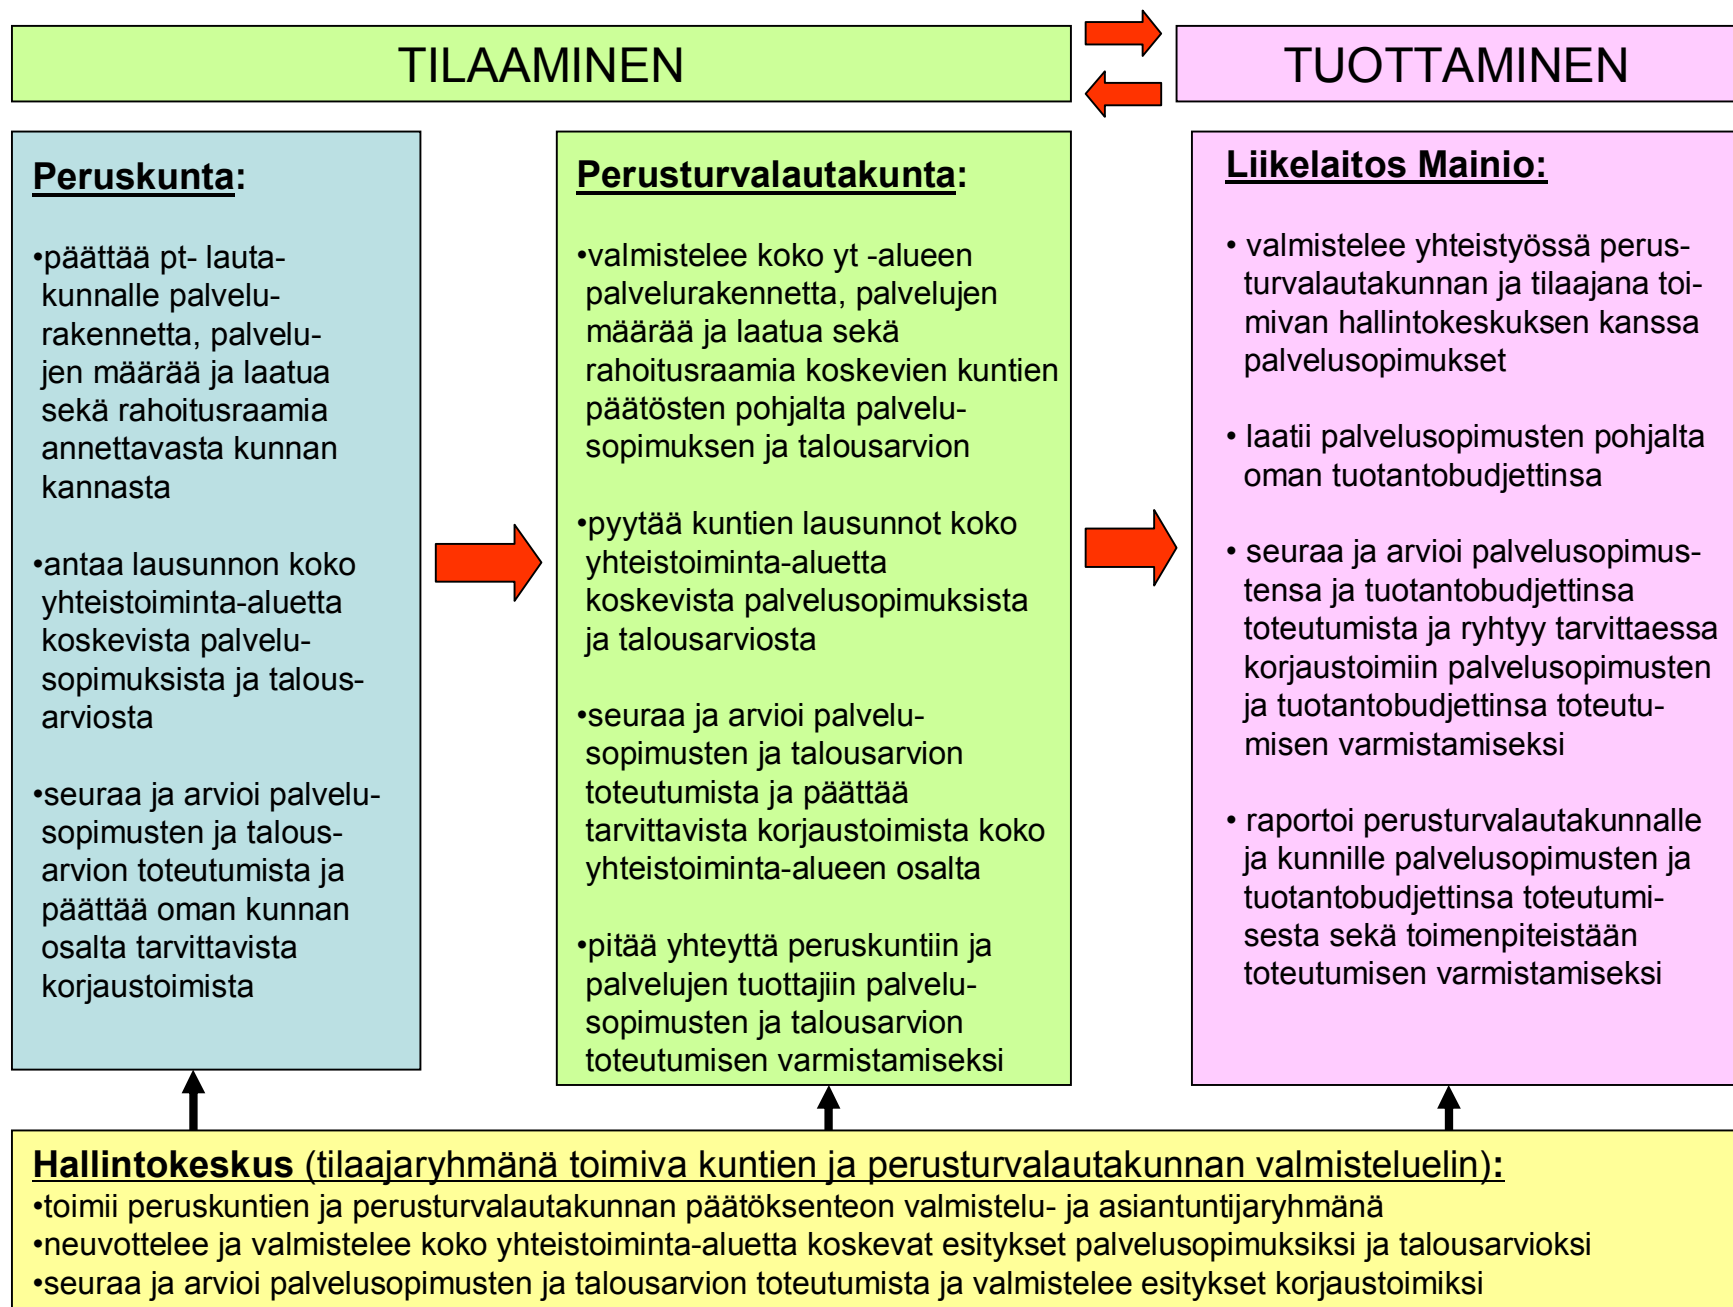 TILAAMINEN
TUOTTAMINEN
Peruskunta:
•päättää pt- lauta-
kunnalle palvelu-
rakennetta, palvelu-
jen määrää ja laatua
sekä rahoitusraamia
annettavasta kunnan
kannasta
•antaa lausunnon koko
yhteistoiminta-aluetta
koskevista palvelu-
sopimuksista ja talous-
arviosta
•seuraa ja arvioi palvelu-
sopimusten ja talous-
arvion toteutumista ja
päättää oman kunnan
osalta tarvittavista
korjaustoimista
Perusturvalautakunta:
•valmistelee koko yt -alueen
palvelurakennetta, palvelujen
määrää ja laatua sekä
rahoitusraamia koskevien kuntien
päätösten pohjalta palvelu-
sopimuksen ja talousarvion
•pyytää kuntien lausunnot koko
yhteistoiminta-aluetta
koskevista palvelusopimuksista
ja talousarviosta
•seuraa ja arvioi palvelu-
sopimusten ja talousarvion
toteutumista ja päättää
tarvittavista korjaustoimista koko
yhteistoiminta-alueen osalta
•pitää yhteyttä peruskuntiin ja
palvelujen tuottajiin palvelu-
sopimusten ja talousarvion
toteutumisen varmistamiseksi
Liikelaitos Mainio:
• valmistelee yhteistyössä perus-
turvalautakunnan ja tilaajana toi-
mivan hallintokeskuksen kanssa
palvelusopimukset
• laatii palvelusopimusten pohjalta
oman tuotantobudjettinsa
• seuraa ja arvioi palvelusopimus-
tensa ja tuotantobudjettinsa
toteutumista ja ryhtyy tarvittaessa
korjaustoimiin palvelusopimusten
ja tuotantobudjettinsa toteutu-
misen varmistamiseksi
• raportoi perusturvalautakunnalle
ja kunnille palvelusopimusten ja
tuotantobudjettinsa toteutumi-
sesta sekä toimenpiteistään
toteutumisen varmistamiseksi
Hallintokeskus (tilaajaryhmänä toimiva kuntien ja perusturvalautakunnan valmisteluelin):
•toimii peruskuntien ja perusturvalautakunnan päätöksenteon valmistelu- ja asiantuntijaryhmänä
•neuvottelee ja valmistelee koko yhteistoiminta-aluetta koskevat esitykset palvelusopimuksiksi ja talousarvioksi
•seuraa ja arvioi palvelusopimusten ja talousarvion toteutumista ja valmistelee esitykset korjaustoimiksi